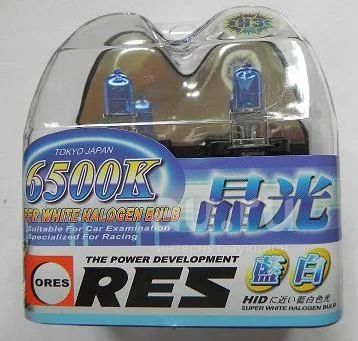 H3
TOKYO JAPAN
6500K
晶光
SUPER WHITE HALOGEN BULB
Suitable For Car Examination
Specialized For Racing
THE POWER DEVELOPMENT
ORES
RES
藍白
HIDに近い藍白色光
SUPER WHITE HALOGEN BULB